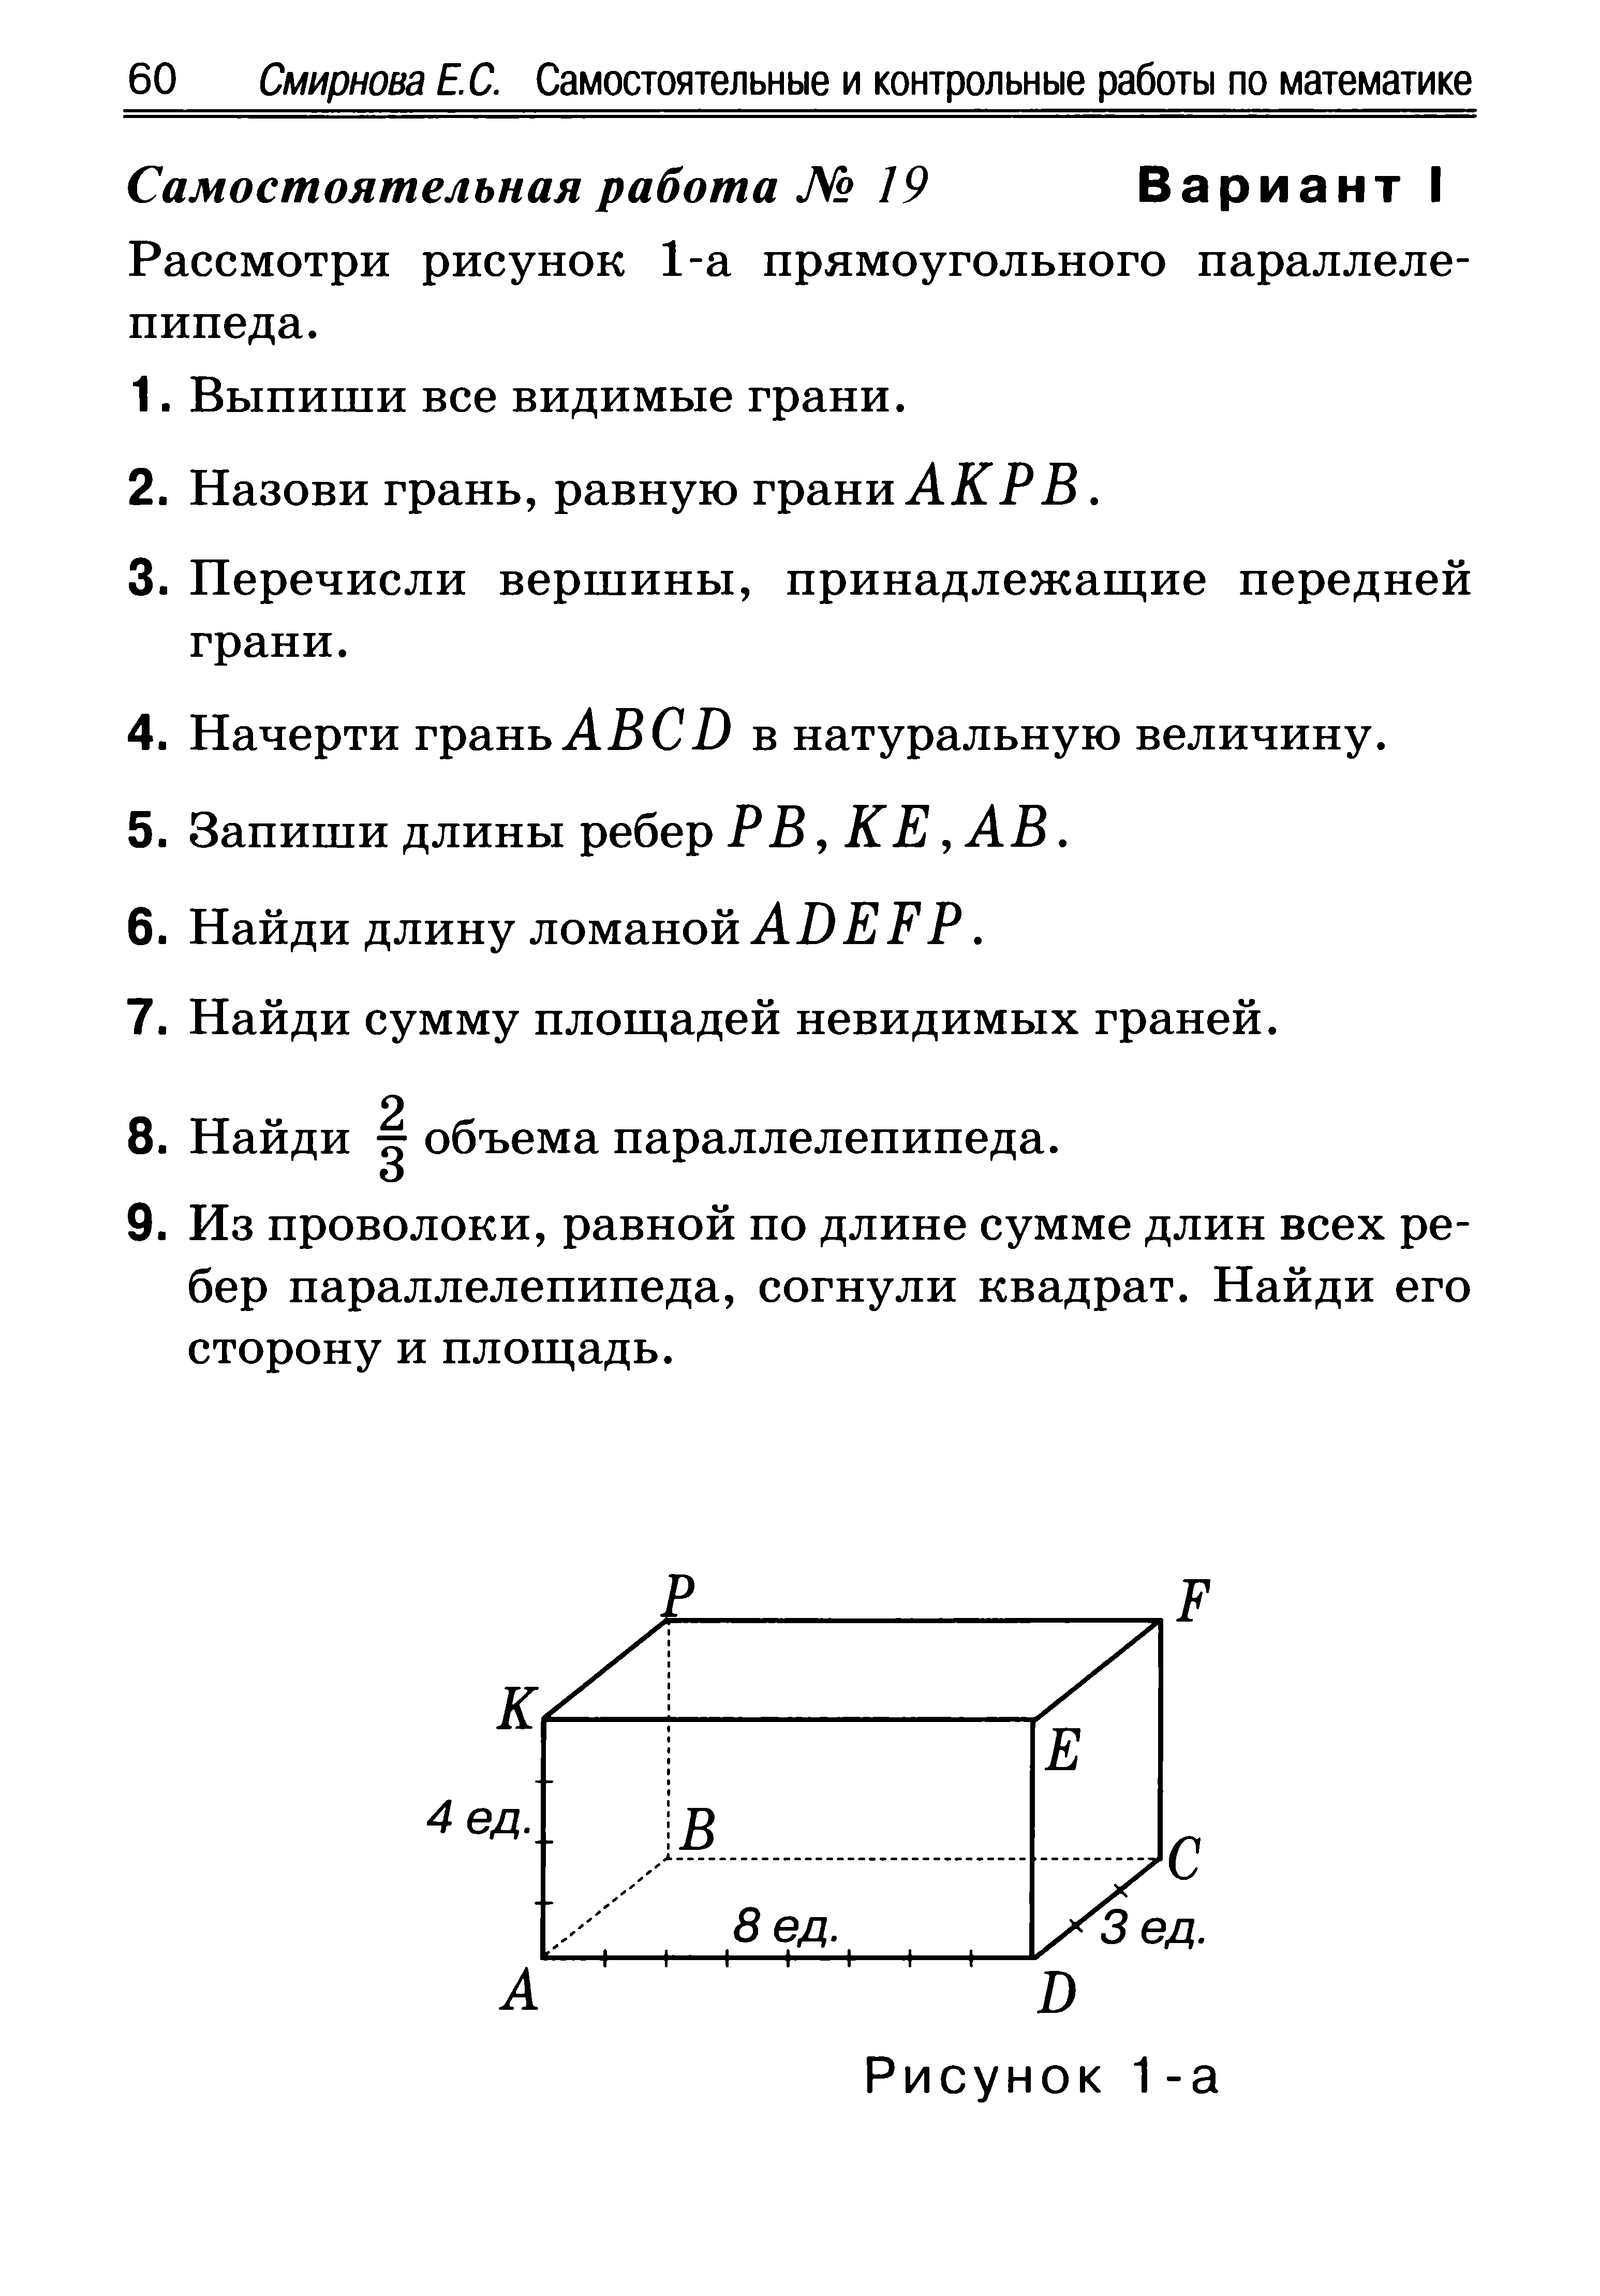 60 Смирнова Е.С. Самостоятельные и контрольные работы по математике
Самостоятельная работа № 19 Вариант I
Рассмотри рисунок 1-а прямоугольного параллеле-
пипеда.
1. Выпиши все видимые грани.
2. Назови грань, равную грани AKPB.
3. Перечисли вершины, принадлежащие передней
грани.
4. Начерти грань ABCD в натуральную величину.
5. Запиши длины ребер PB, KE, AB.
6. Найди длину ломаной ADEFP.
7. Найди сумму площадей невидимых граней.
8. Найди 2/3 объема параллелепипеда.
9. Из проволоки, равной по длине сумме длин всех ре-
бер параллелепипеда, согнули квадрат. Найди его
сторону и площадь.
P F
K
E
4 ед.
B
C
8 ед. 3 ед.
A D
Рисунок 1-а